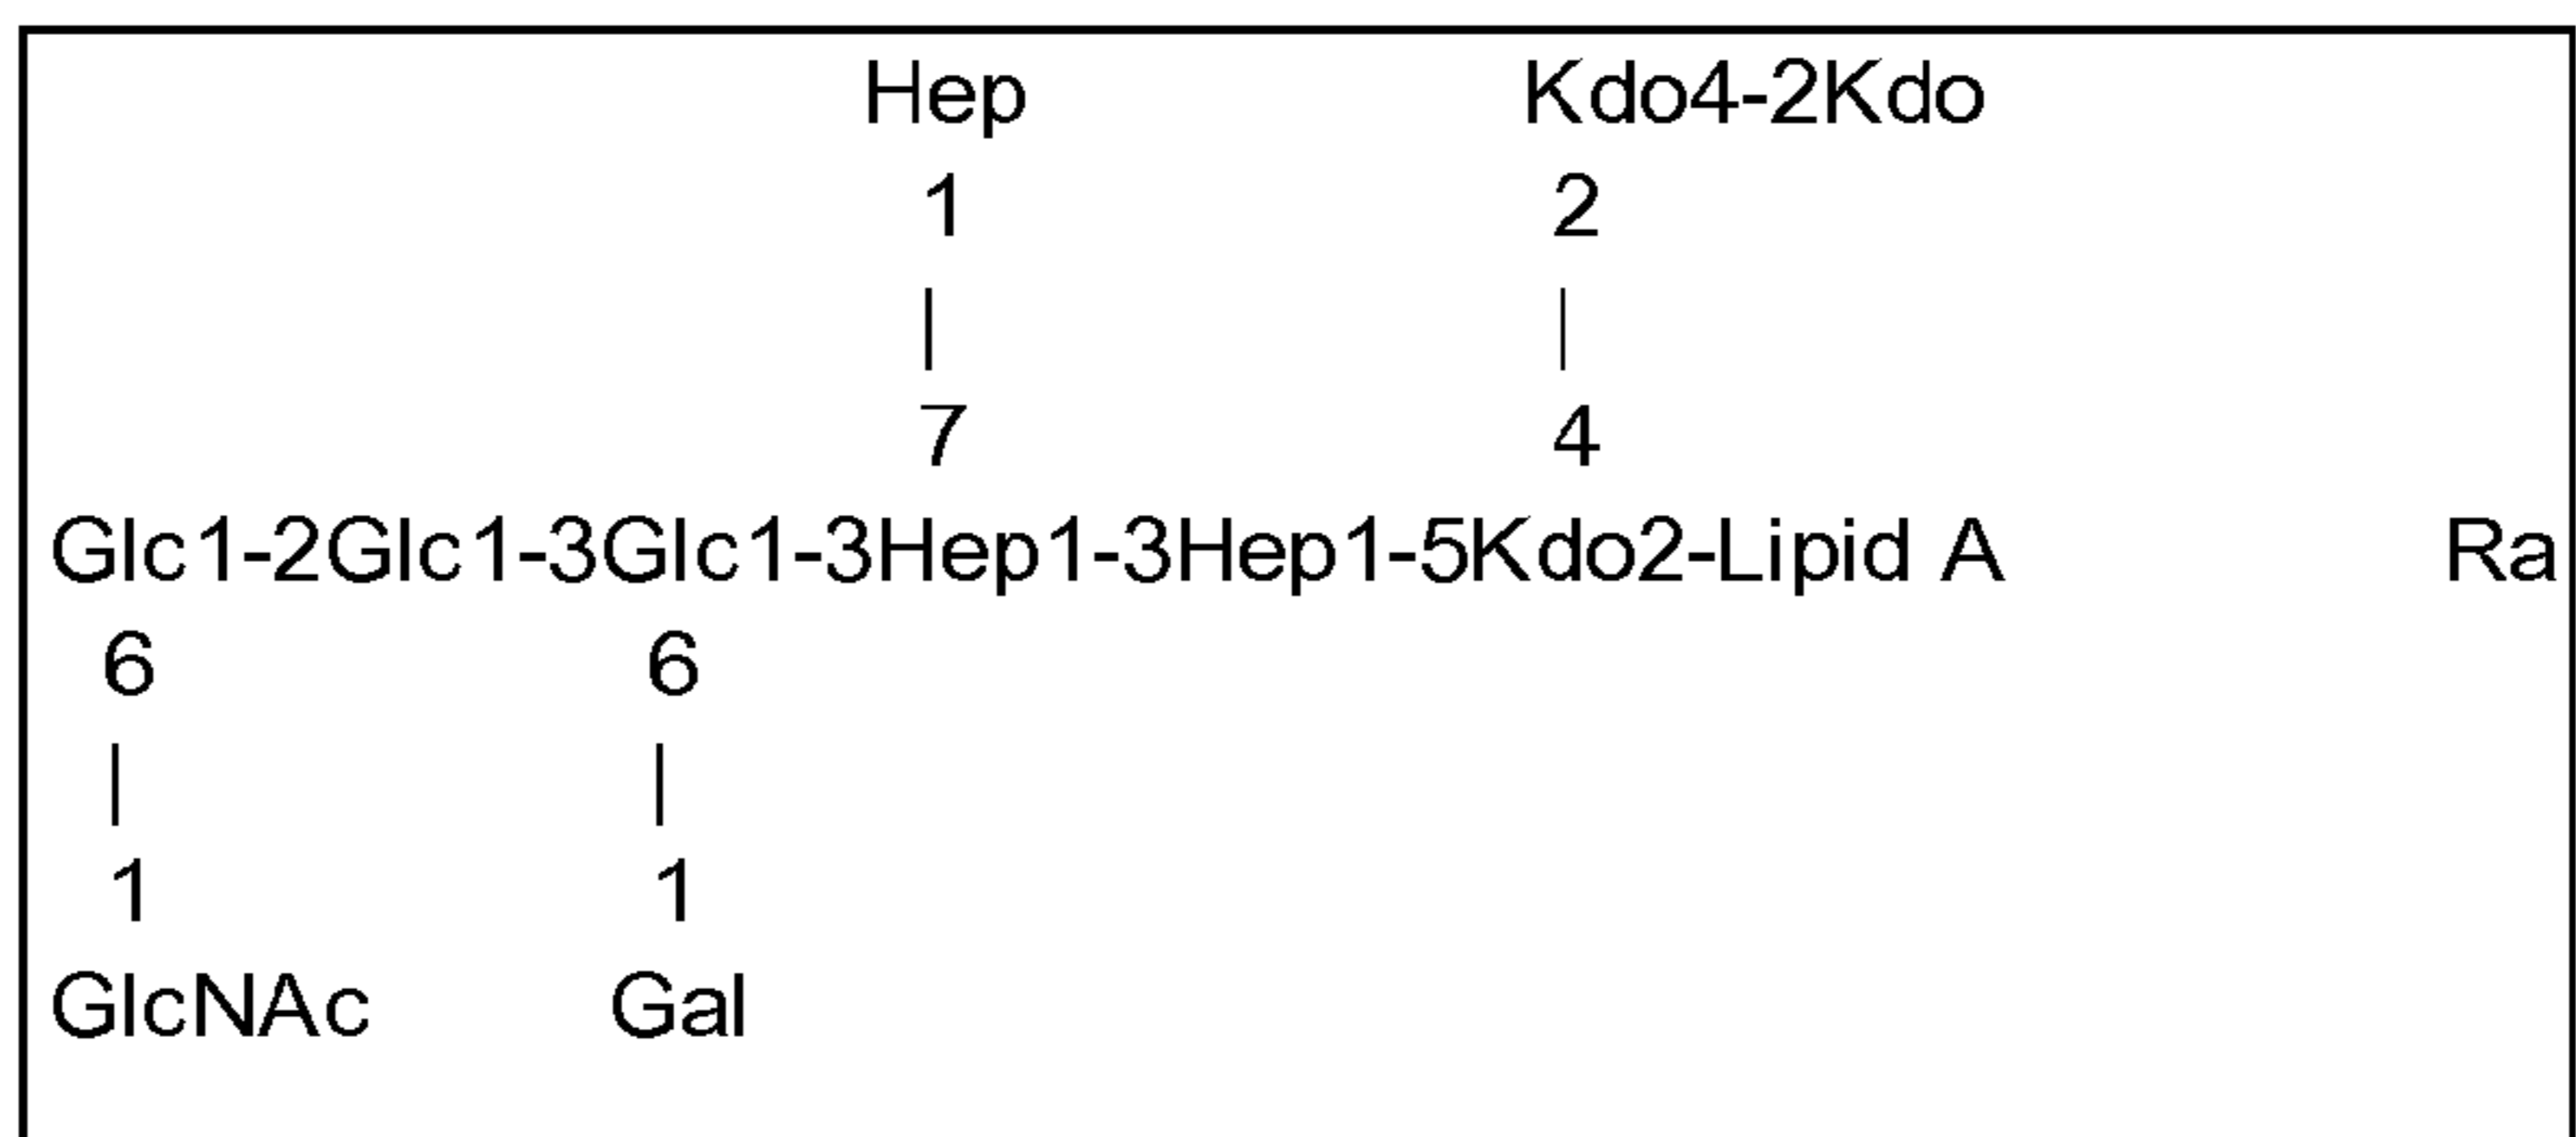 Hep Kdo4-2Kdo
1 2
| |
7 4
Glc1-2Glc1-3Glc1-3Hep1-3Hep1-5Kdo2-Lipid A Ra
6 6
| |
1 1
GlcNAc Gal